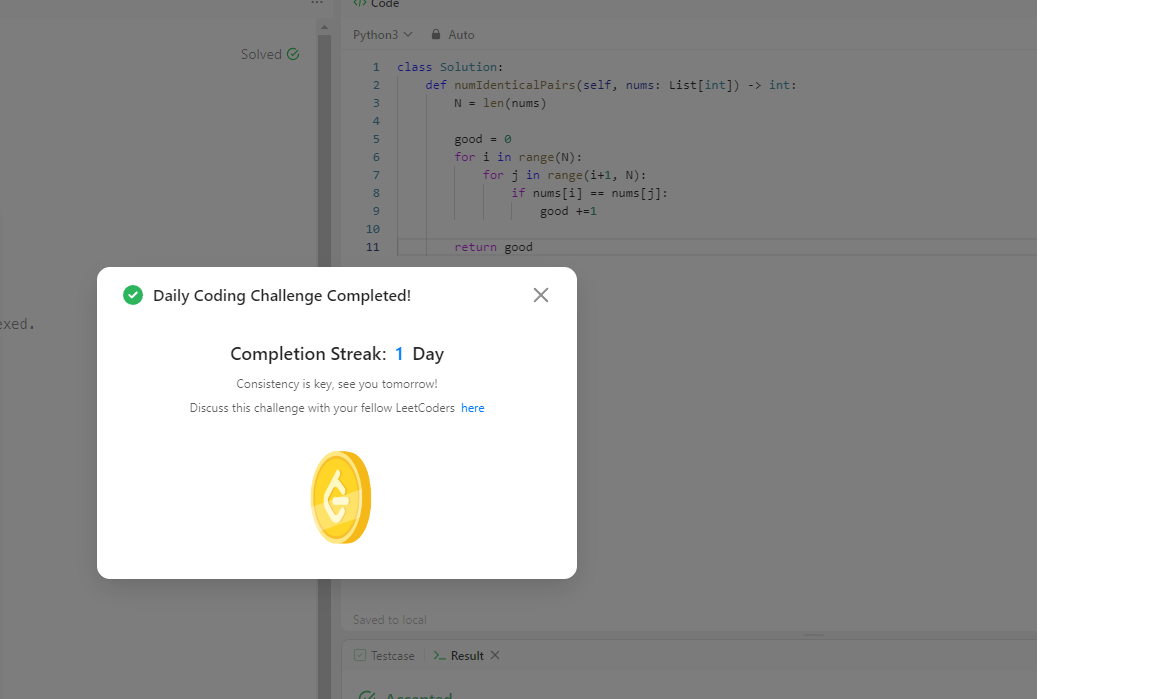 Code
Solved
Python3
Auto
1 class Solution:
2 def numIdenticalPairs(self, nums: List[int]) -> int:
3 N = len(nums)
4
5 good = 0
6 for i in range(N):
7 for j in range(i+1, N):
8 if nums[i] == nums[j]:
9 good +=1
10
11 return good
exed.
Daily Coding Challenge Completed!
Completion Streak: 1 Day
Consistency is key, see you tomorrow!
Discuss this challenge with your fellow LeetCoders here
Saved to local
Testcase
Result
Accepted